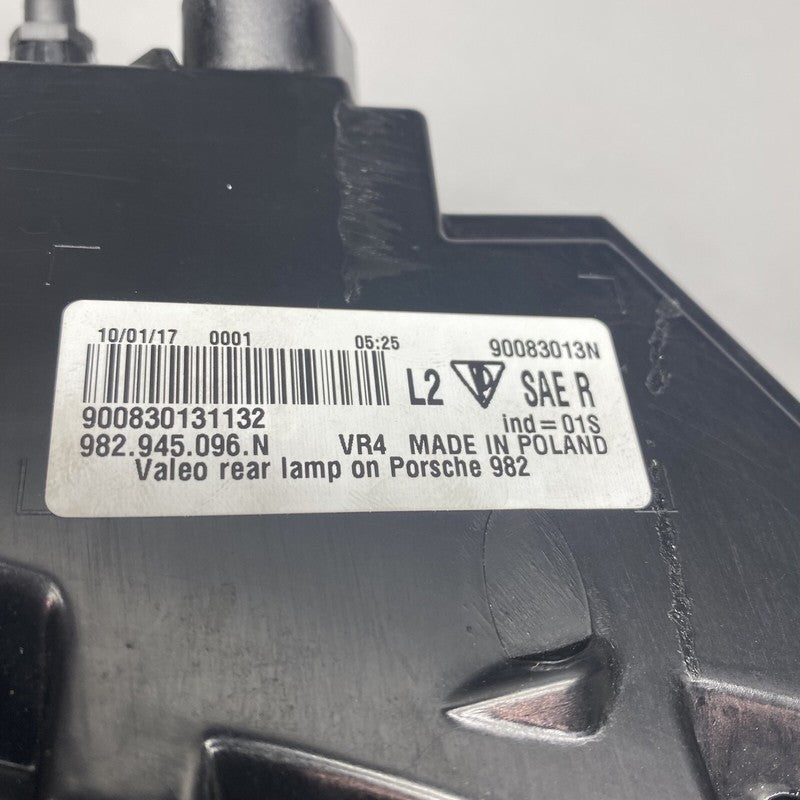 10/01/17 0001 05:25 90083013N
L2 SAE R
900830131132 ind=01S
982.945.096.N VR4 MADE IN POLAND
Valeo rear lamp on Porsche 982